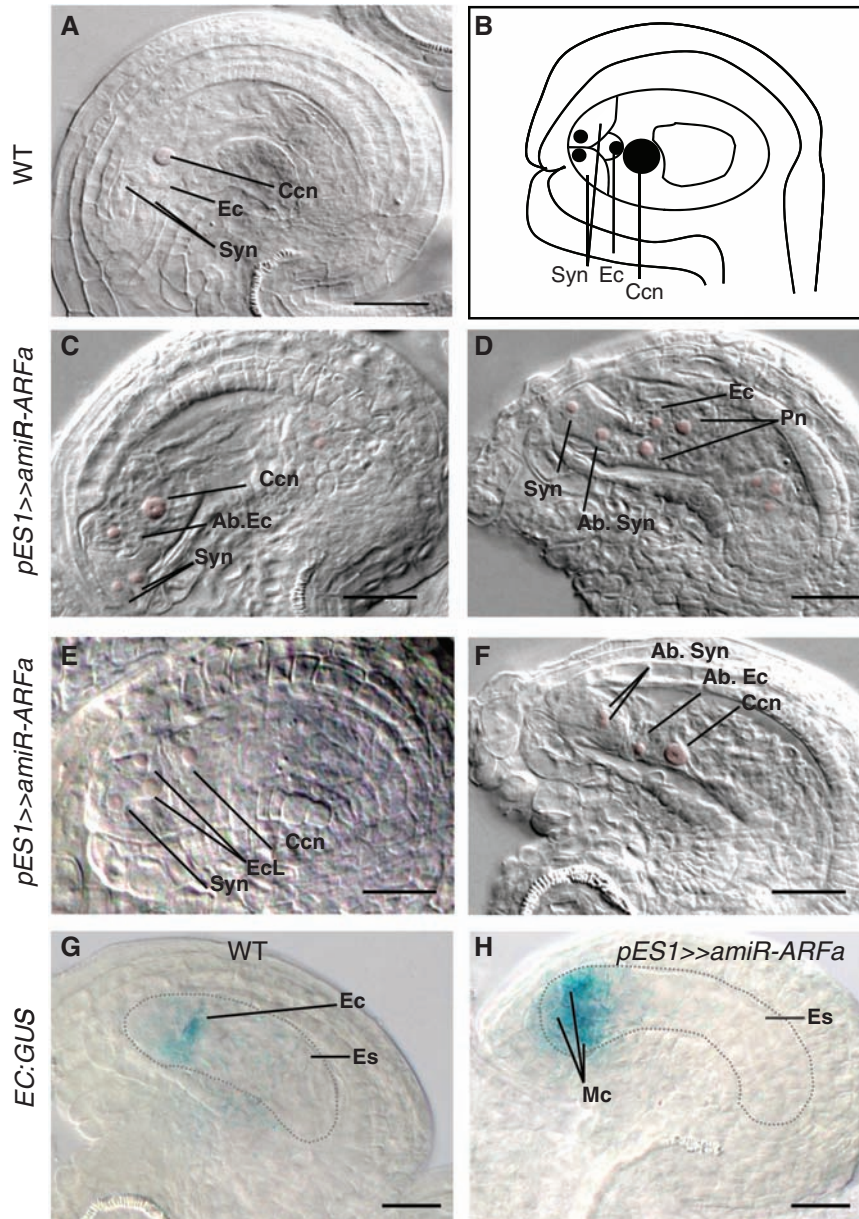 A
WT
Ccn
Ec
Syn
B
Syn Ec
Ccn
C
pES1>>amiR-ARFa
Ccn
Ab.Ec
Syn
D
Ec
Pn
Syn
Ab. Syn
E
pES1>>amiR-ARFa
Ccn
EcL
Syn
F
Ab. Syn
Ab. Ec
Ccn
G
WT
EC:GUS
Ec
Es
H
pES1>>amiR-ARFa
Es
Mc